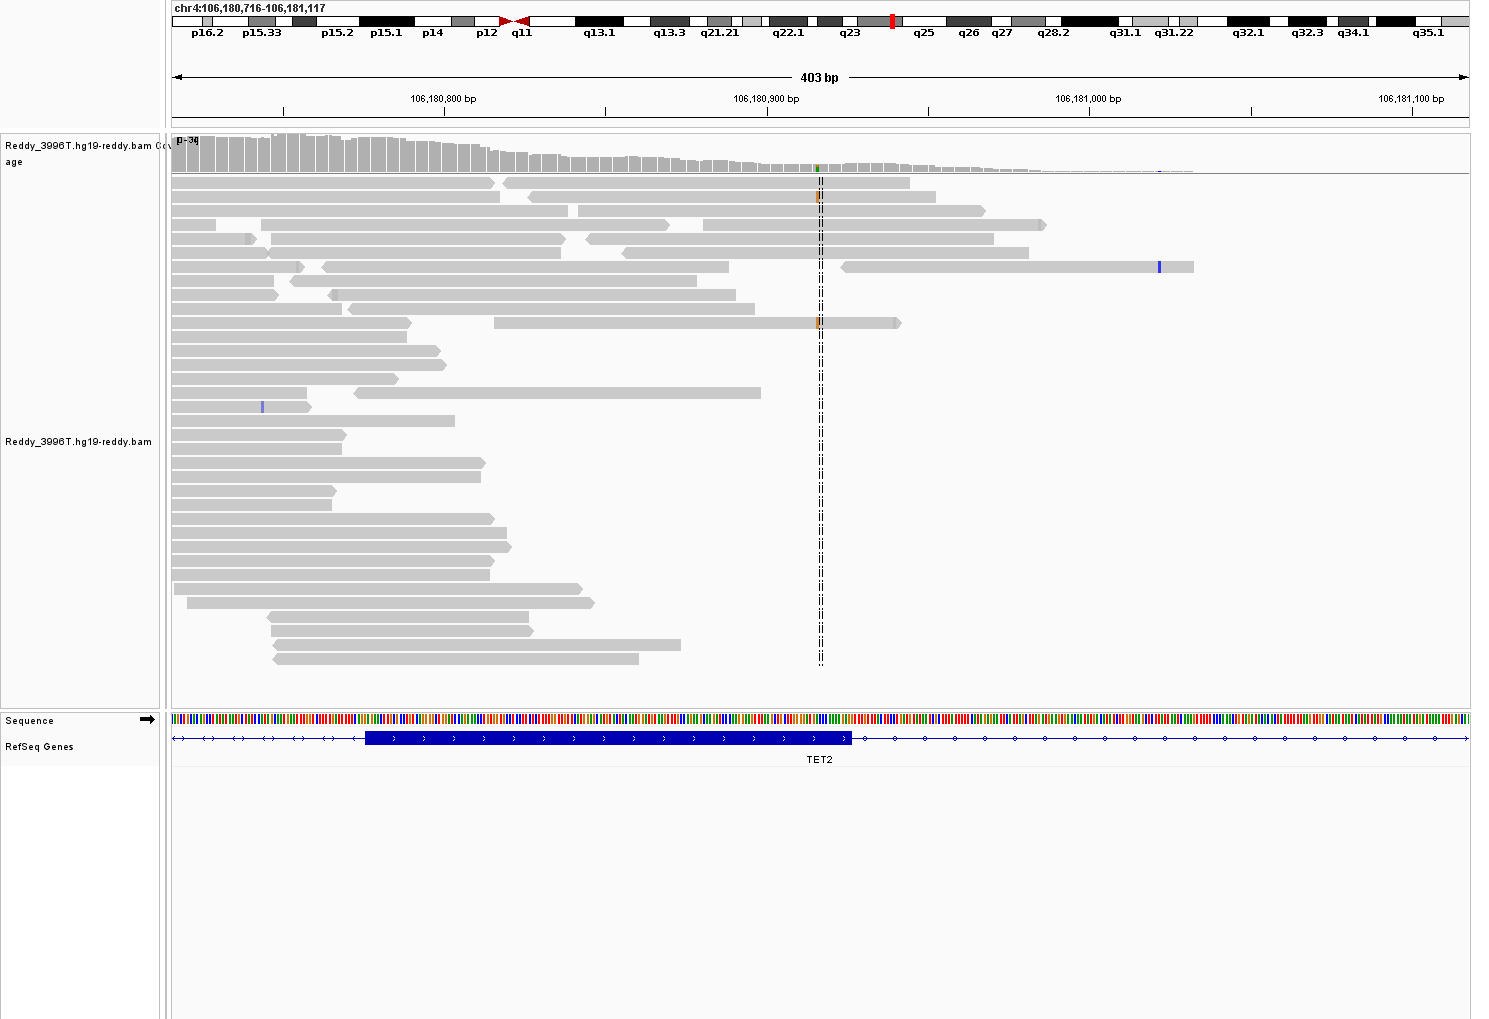 chr4:106,180,716-106,181,117
p16.2 p15.33 p15.2 p15.1 p14 p12 q11 q13.1 q13.3 q21.21 q22.1 q23 q25 q26 q27 q28.2 q31.1 q31.22 q32.1 q32.3 q34.1 q35.1
403 bp
106,180,800 bp 106,180,900 bp 106,181,000 bp 106,181,100 bp
Reddy_3996T.hg19-reddy.bam Cov
age
Reddy_3996T.hg19-reddy.bam
Sequence
RefSeq Genes
TET2